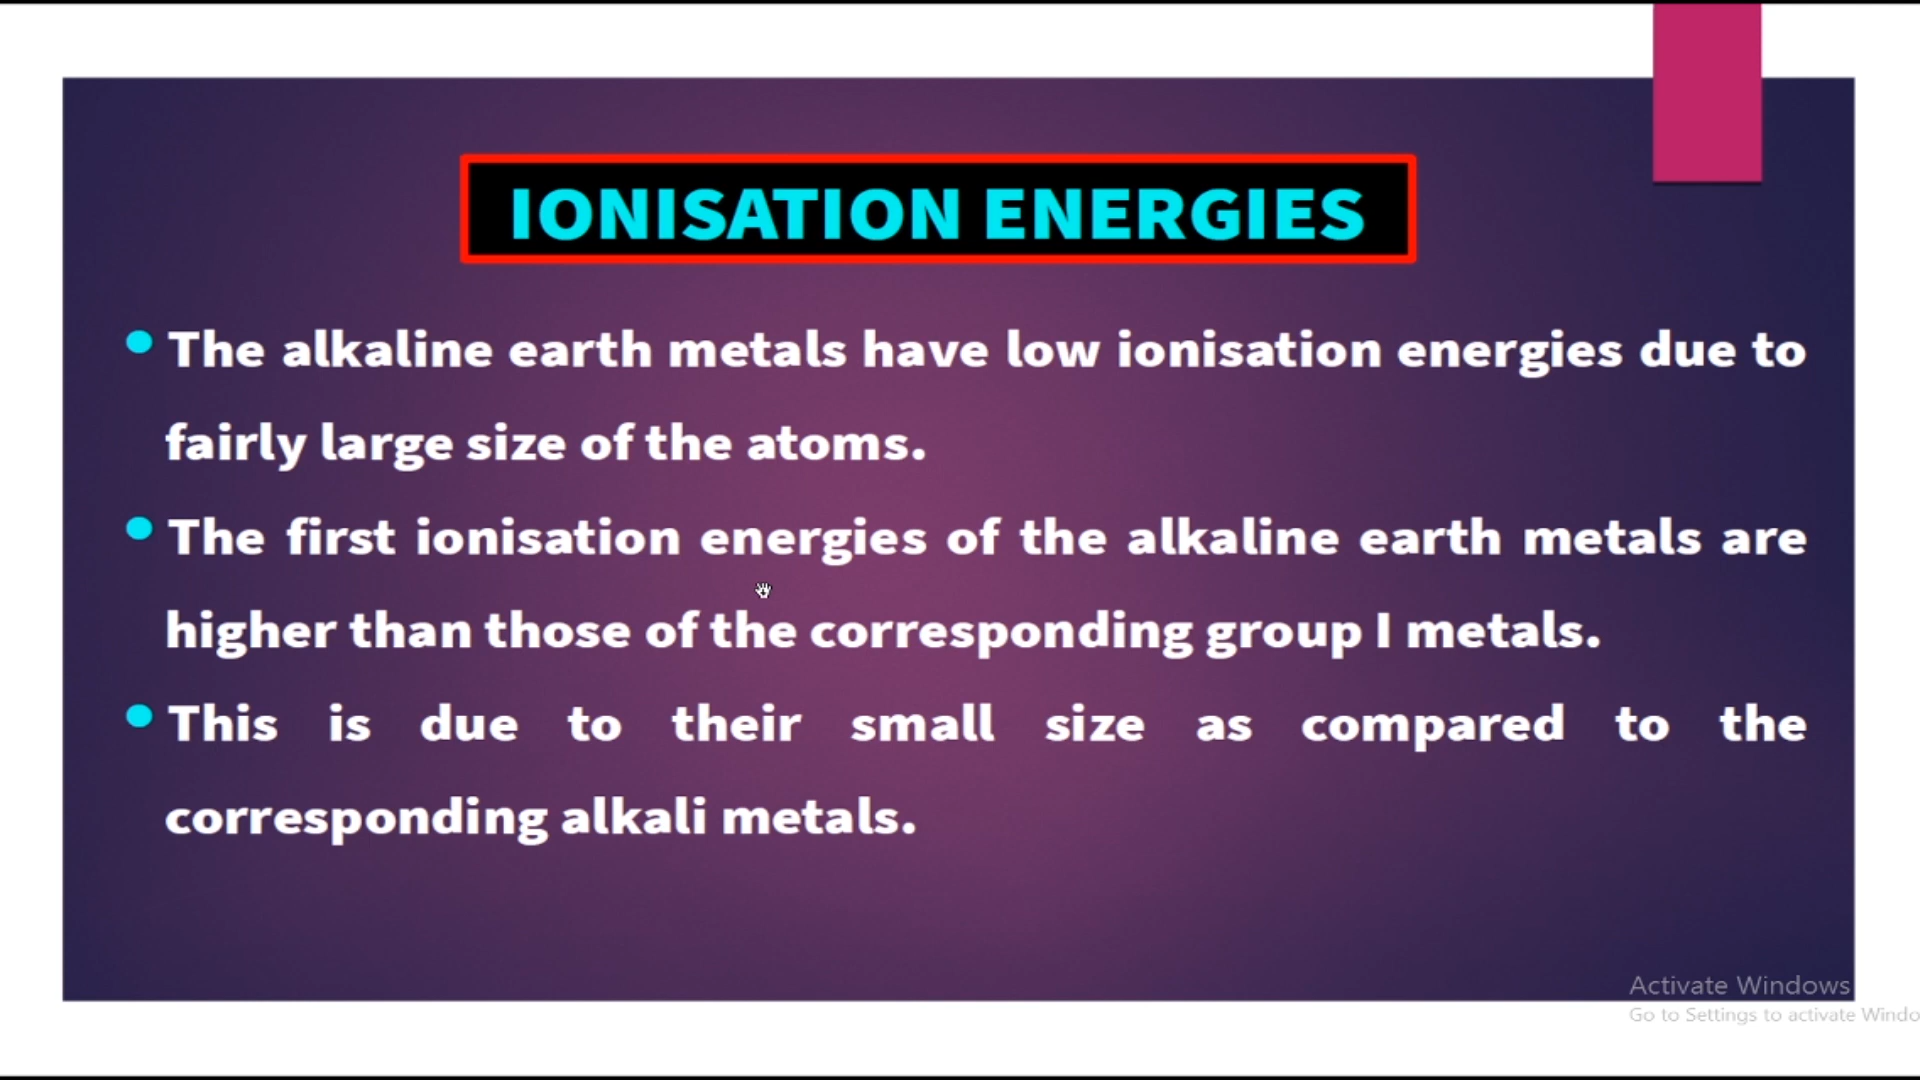 IONISATION ENERGIES
The alkaline earth metals have low ionisation energies due to
fairly large size of the atoms.
The first ionisation energies of the alkaline earth metals are
higher than those of the corresponding group I metals.
This is due to their small size as compared to the
corresponding alkali metals.
Activate Windows
Go to Settings to activate Windo